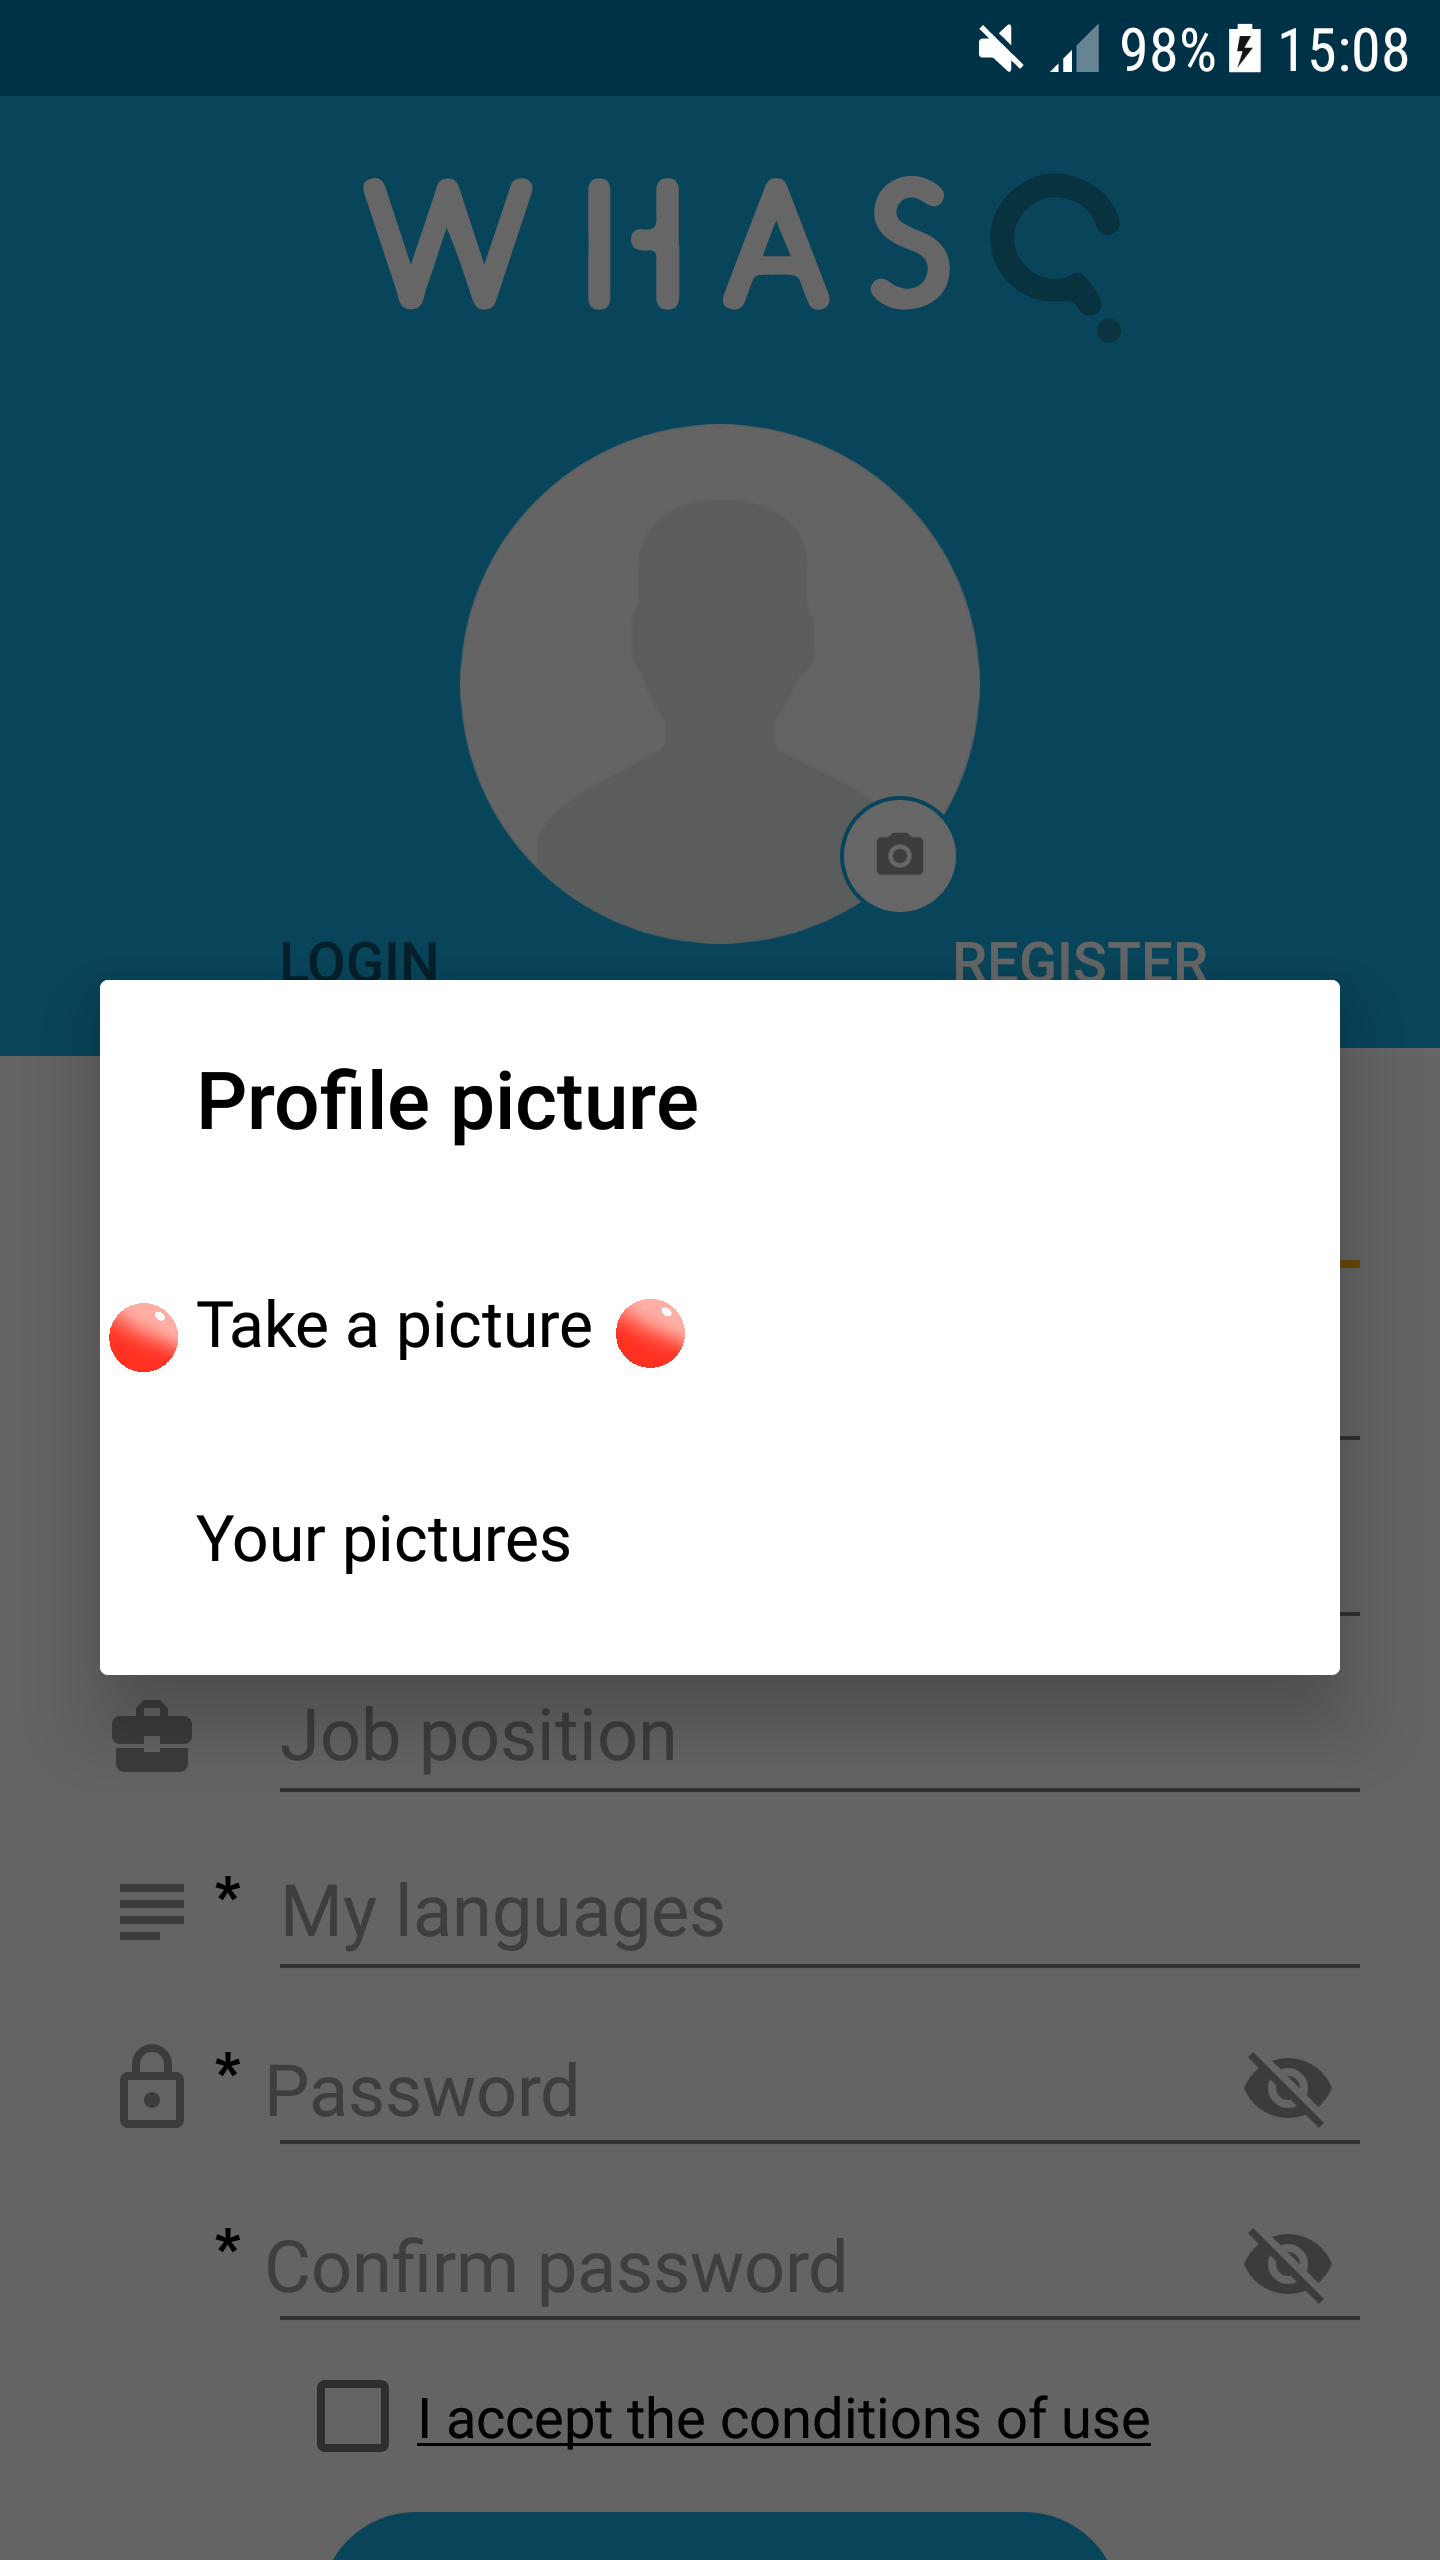 98% 15:08
WHASQ
LOGIN REGISTER
Profile picture
Take a picture
Your pictures
Job position
* My languages
* Password
* Confirm password
I accept the conditions of use